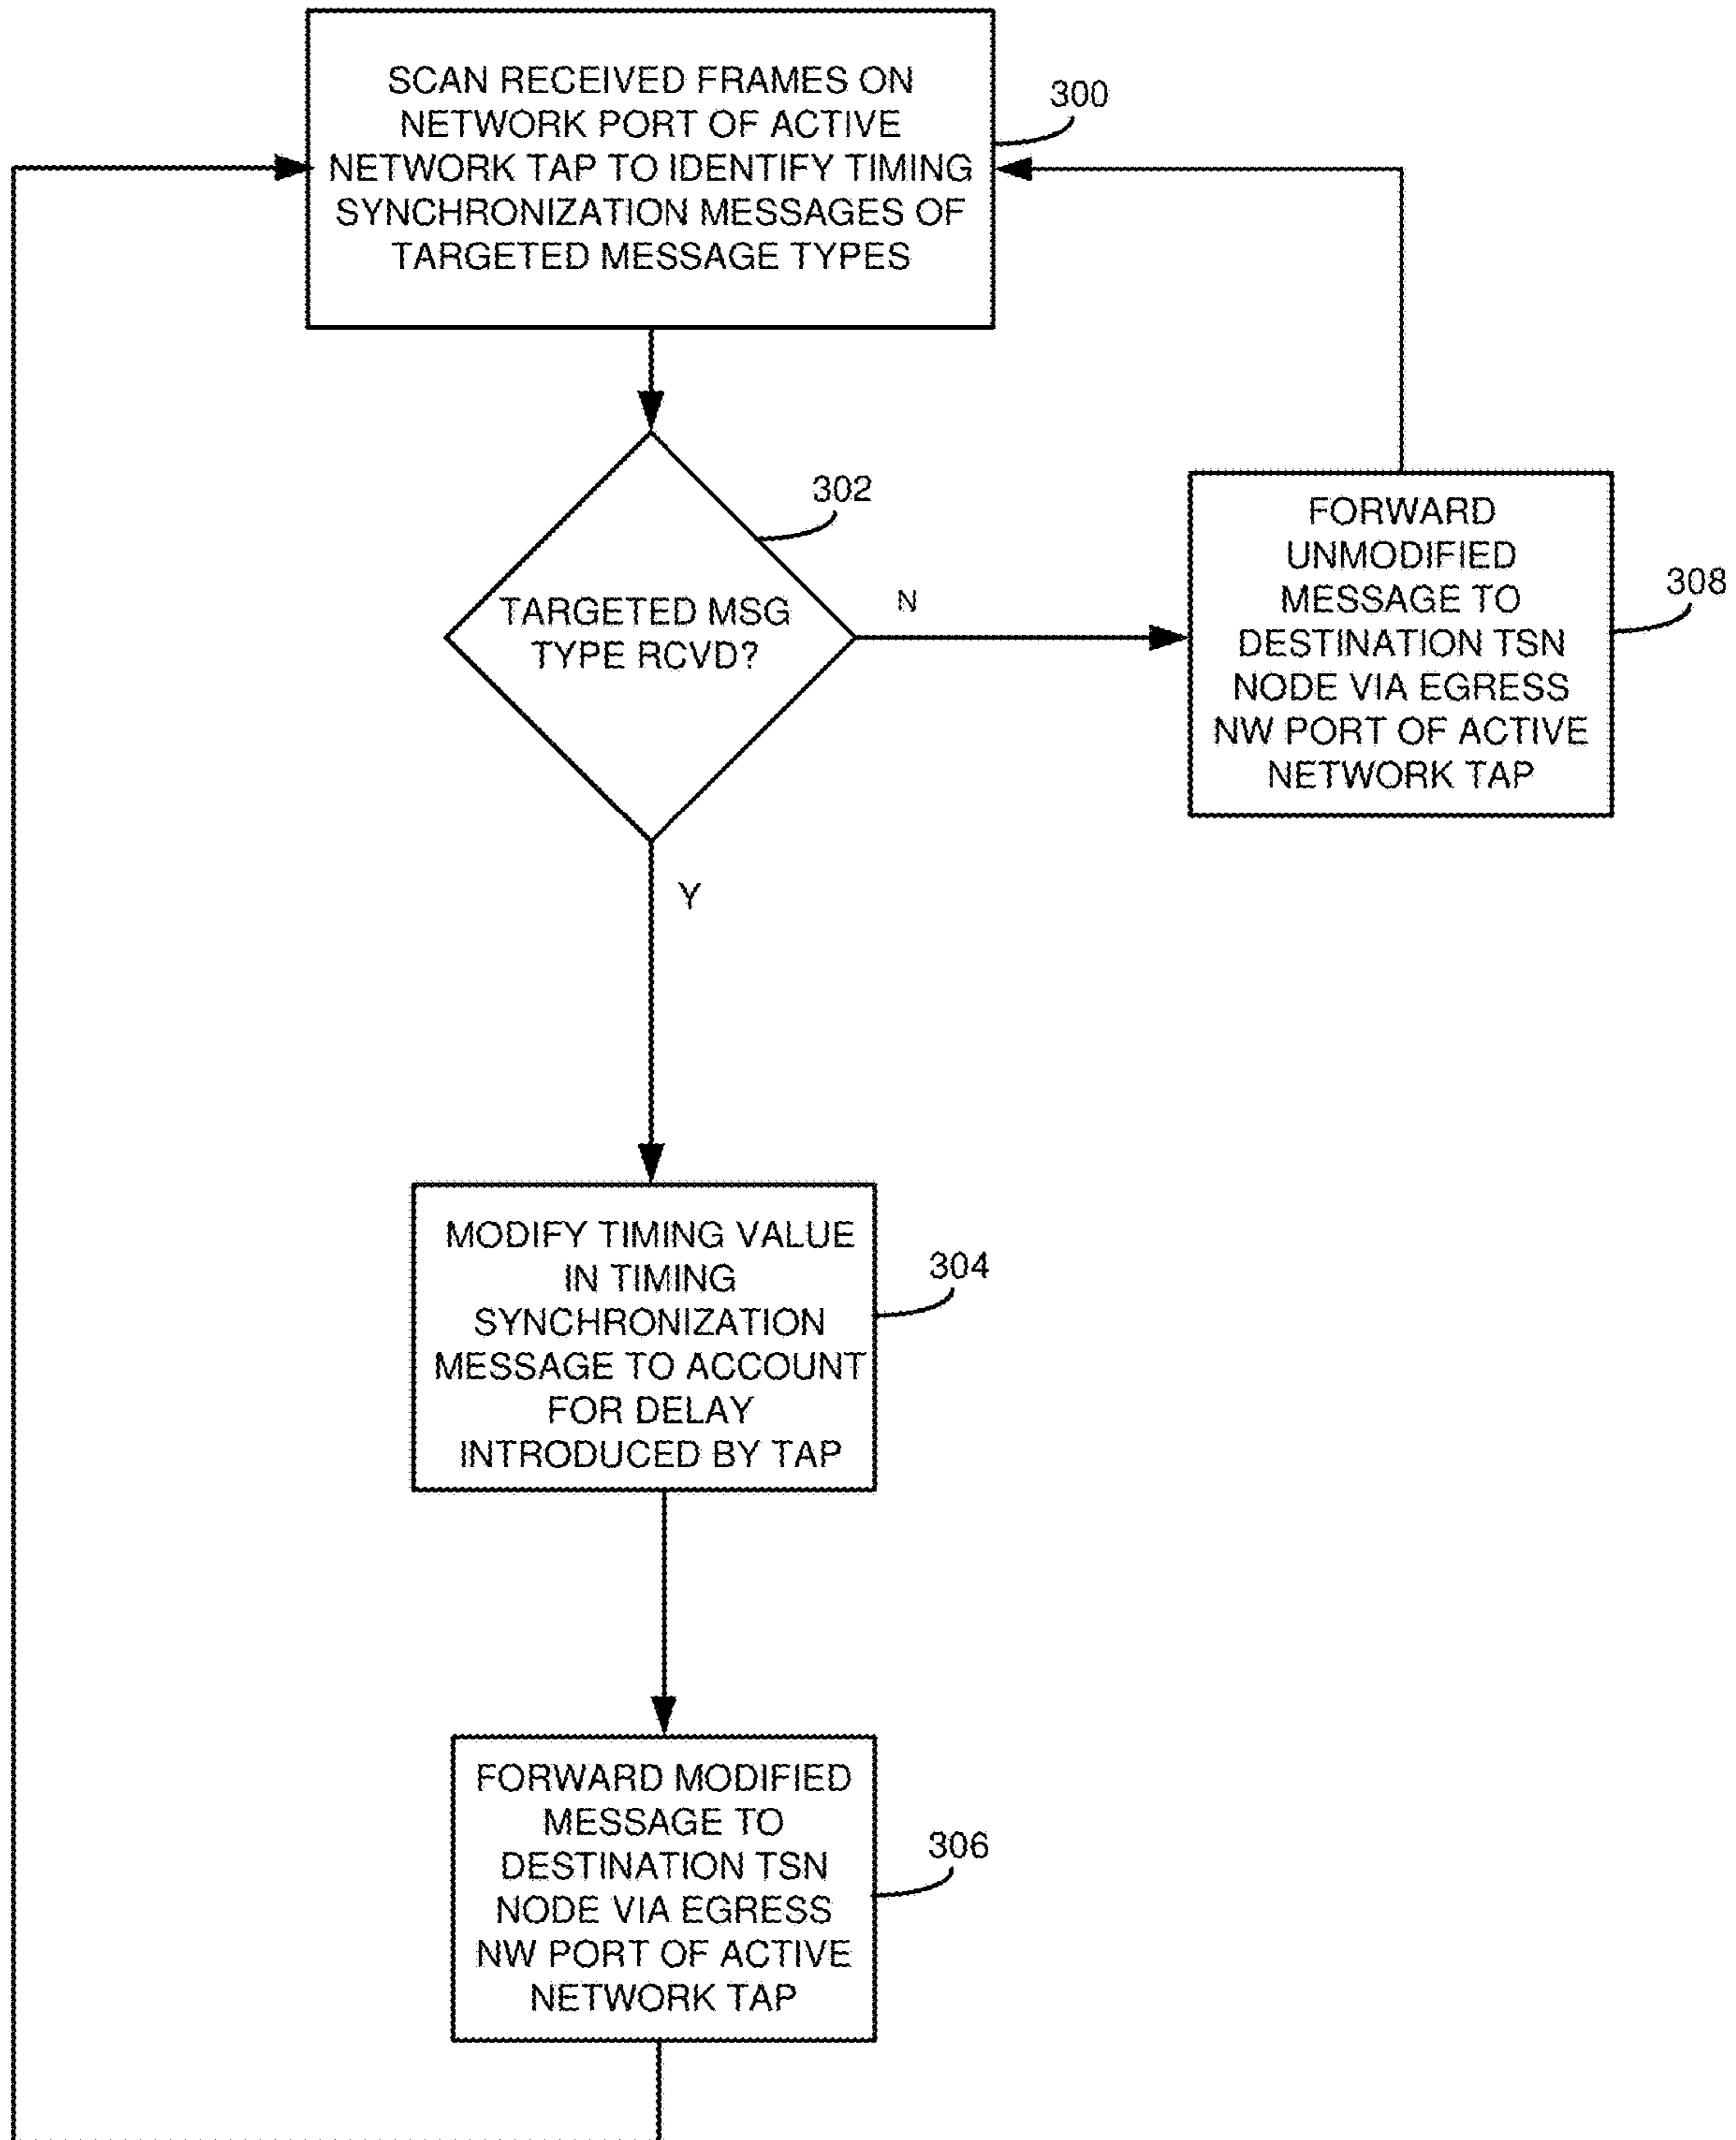 SCAN RECEIVED FRAMES ON
NETWORK PORT OF ACTIVE
NETWORK TAP TO IDENTIFY TIMING
SYNCHRONIZATION MESSAGES OF
TARGETED MESSAGE TYPES
300
302
TARGETED MSG
TYPE RCVD?
N
FORWARD
UNMODIFIED
MESSAGE TO
DESTINATION TSN
NODE VIA EGRESS
NW PORT OF ACTIVE
NETWORK TAP
308
Y
MODIFY TIMING VALUE
IN TIMING
SYNCHRONIZATION
MESSAGE TO ACCOUNT
FOR DELAY
INTRODUCED BY TAP
304
FORWARD MODIFIED
MESSAGE TO
DESTINATION TSN
NODE VIA EGRESS
NW PORT OF ACTIVE
NETWORK TAP
306